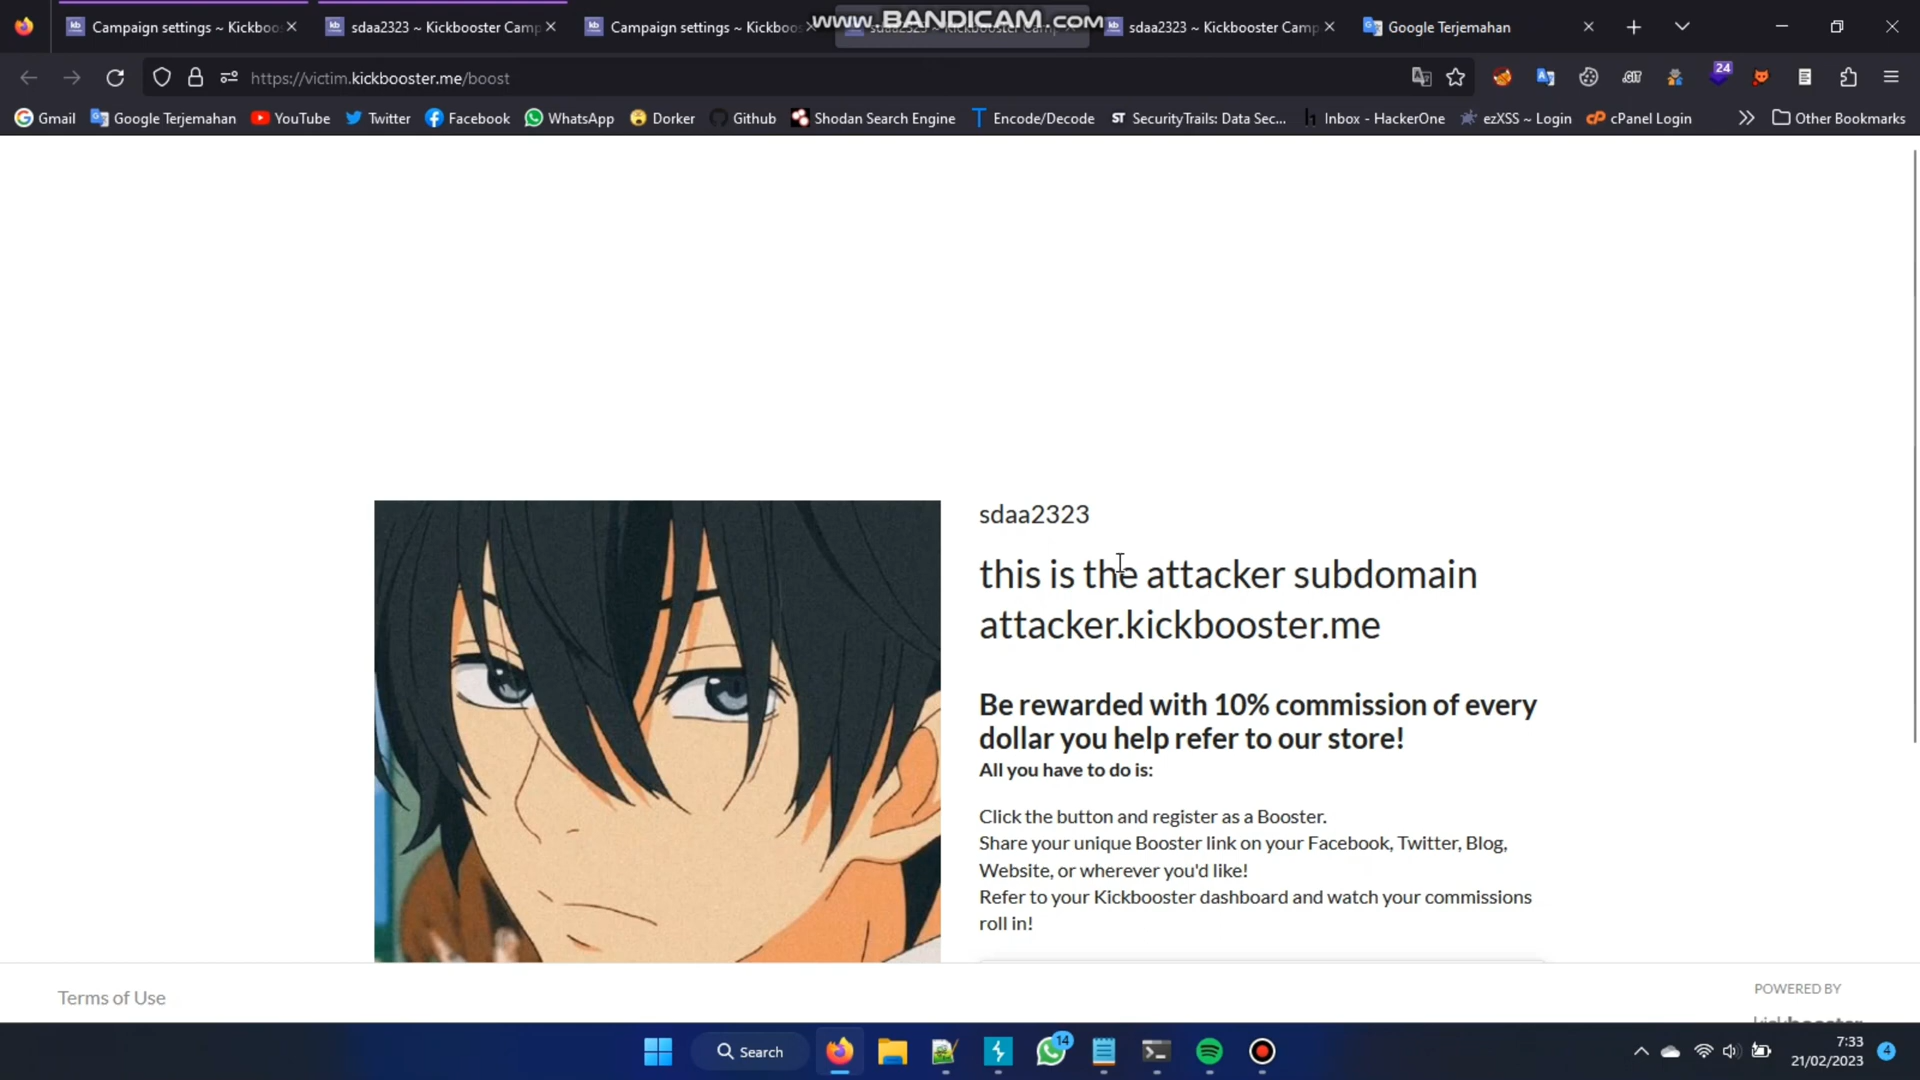 www.BANDICAM.com
Campaign settings ~ Kickboo
sdaa2323 ~ Kickbooster Camp
Campaign settings ~ Kickboos
sdaa2323 ~ Kickbooster Camp
sdaa2323 ~ Kickbooster Camp
Google Terjemahan
https://victim.kickbooster.me/boost
24
Gmail
Google Terjemahan
YouTube
Twitter
Facebook
WhatsApp
Dorker
Github
Shodan Search Engine
Encode/Decode
SecurityTrails: Data Sec...
Inbox - HackerOne
ezXSS ~ Login
cPanel Login
Other Bookmarks
sdaa2323
this is the attacker subdomain
attacker.kickbooster.me
Be rewarded with 10% commission of every
dollar you help refer to our store!
All you have to do is:
Click the button and register as a Booster.
Share your unique Booster link on your Facebook, Twitter, Blog,
Website, or wherever you'd like!
Refer to your Kickbooster dashboard and watch your commissions
roll in!
Terms of Use
POWERED BY
kickbooster
Search
14
7:33
21/02/2023
4